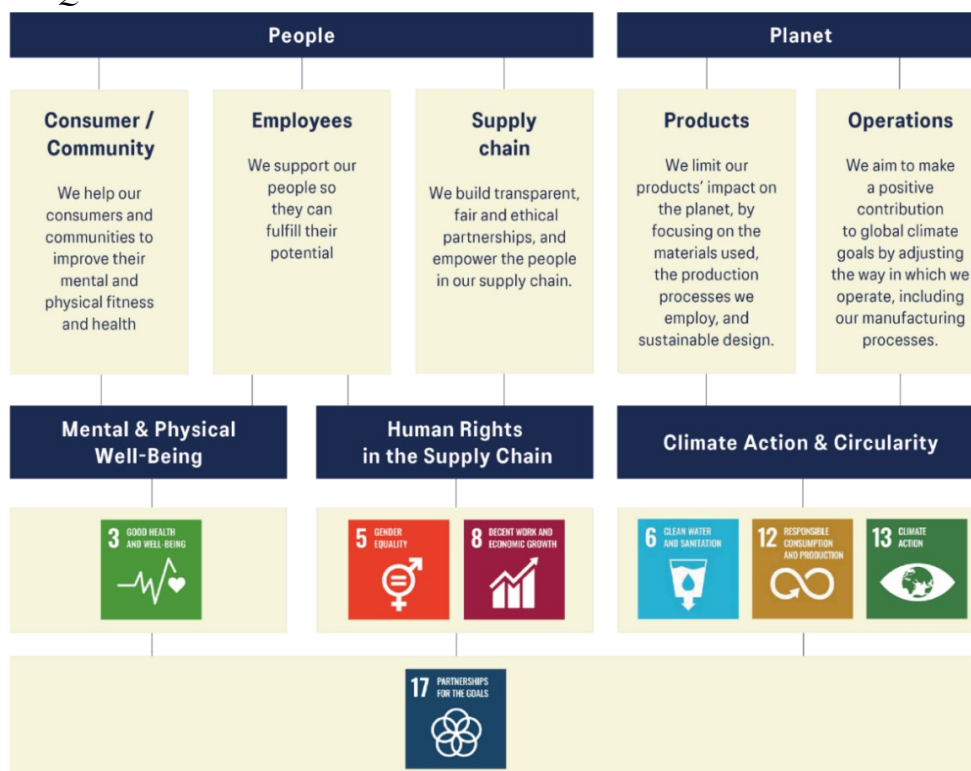 People
Planet
Consumer /
Community
We help our
consumers and
communities to
improve their
mental and
physical fitness
and health
Employees
We support our
people so
they can
fulfill their
potential
Supply
chain
We build transparent,
fair and ethical
partnerships, and
empower the people
in our supply chain.
Products
We limit our
products' impact on
the planet, by
focusing on the
materials used,
the production
processes we
employ, and
sustainable design.
Operations
We aim to make
a positive
contribution
to global climate
goals by adjusting
the way in which we
operate, including
our manufacturing
processes.
Mental & Physical
Well-Being
Human Rights
in the Supply Chain
Climate Action & Circularity
3 GOOD HEALTH
AND WELL-BEING
5 GENDER
EQUALITY
8 DECENT WORK AND
ECONOMIC GROWTH
6 CLEAN WATER
AND SANITATION
12 RESPONSIBLE
CONSUMPTION
AND PRODUCTION
13 CLIMATE
ACTION
17 PARTNERSHIPS
FOR THE GOALS